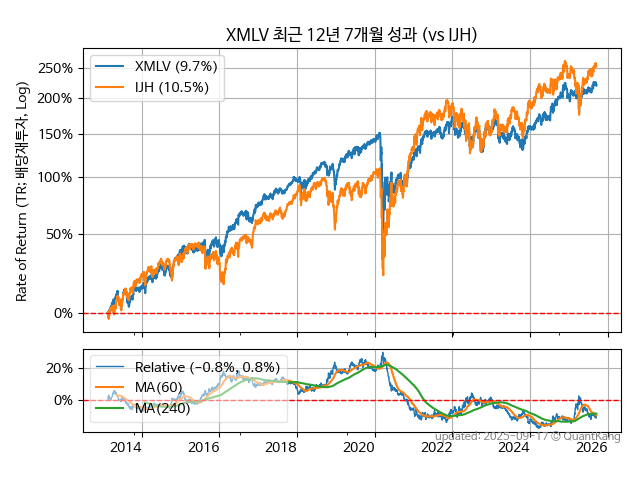 XMLV 최근 12년 7개월 성과 (vs IJH)
Rate of Return (TR: 배당재투자, Log)
250%
200%
150%
100%
50%
0%
XMLV (9.7%)
IJH (10.5%)
20%
0%
Relative (−0.8%, 0.8%)
MA(60)
MA(240)
2014
2016
2018
2020
2022
2024
2026
updated: 2025-09-17 © QuantKang